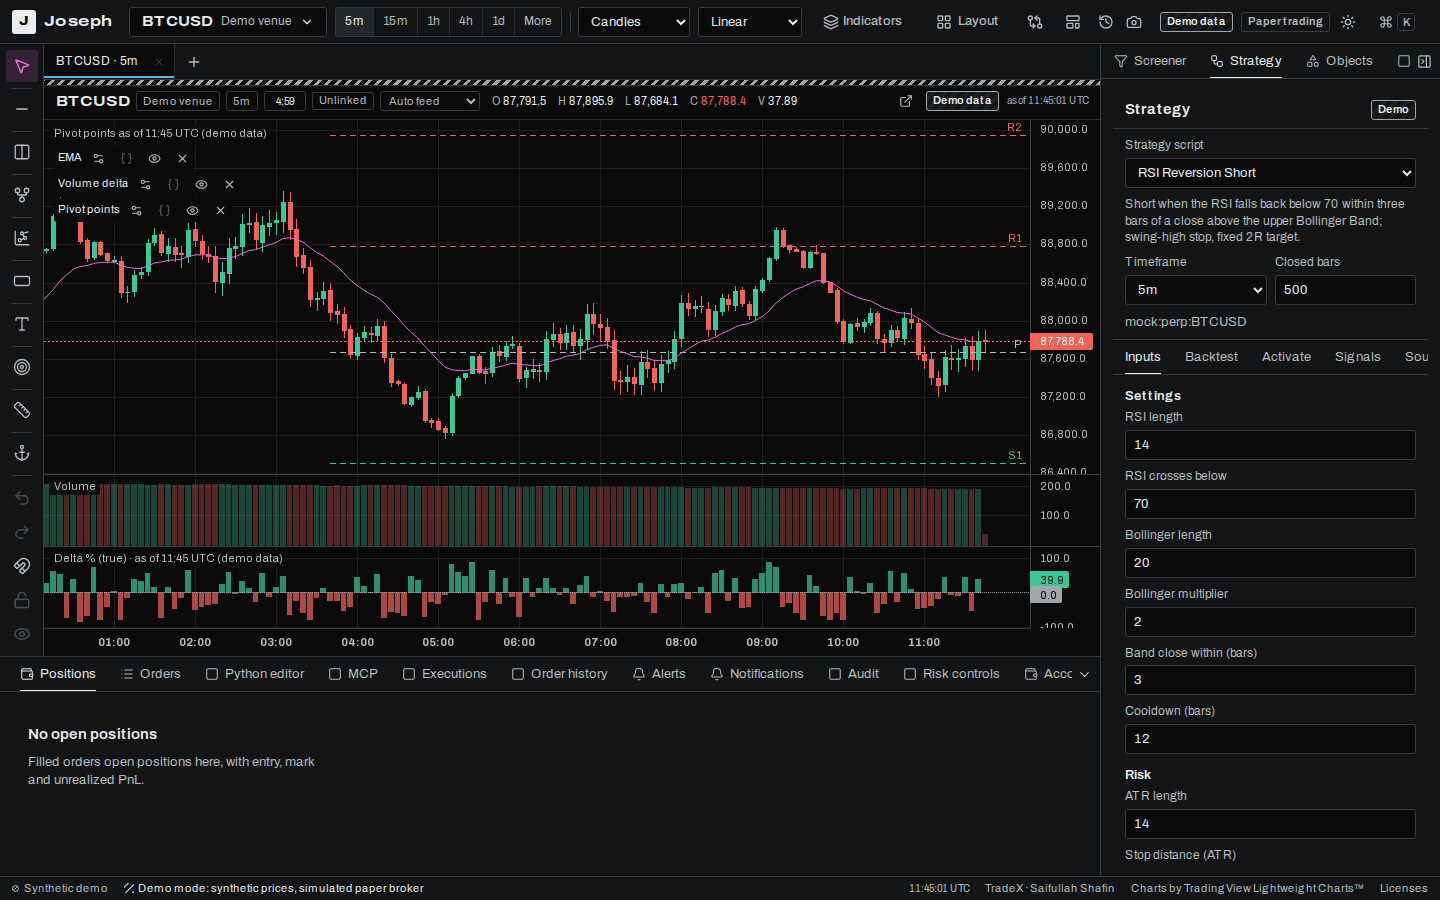 J Joseph BTCUSD Demo venue 5m 15m 1h 4h 1d More Candles Linear Indicators Layout Demo data Paper trading ⌘ K
BTCUSD · 5m × +
Screener Strategy Objects
BTCUSD Demo venue 5m 4:59 Unlinked Auto feed O 87,791.5 H 87,895.9 L 87,684.1 C 87,788.4 V 37.89 Demo data as of 11:45:01 UTC
Pivot points as of 11:45 UTC (demo data)
EMA
Volume delta
Pivot points
R2
R1
P
S1
90,000.0
89,600.0
89,200.0
88,800.0
88,400.0
88,000.0
87,788.4
87,600.0
87,200.0
86,800.0
86,400.0
Volume
200.0
100.0
Delta % (true) · as of 11:45 UTC (demo data)
100.0
39.9
0.0
-100.0
01:00 02:00 03:00 04:00 05:00 06:00 07:00 08:00 09:00 10:00 11:00
Positions Orders Python editor MCP Executions Order history Alerts Notifications Audit Risk controls Acc
No open positions
Filled orders open positions here, with entry, mark
and unrealized PnL.
Strategy Demo
Strategy script
RSI Reversion Short
Short when the RSI falls back below 70 within three
bars of a close above the upper Bollinger Band;
swing-high stop, fixed 2R target.
Timeframe Closed bars
5m 500
mock:perp:BTCUSD
Inputs Backtest Activate Signals Sou
Settings
RSI length
14
RSI crosses below
70
Bollinger length
20
Bollinger multiplier
2
Band close within (bars)
3
Cooldown (bars)
12
Risk
ATR length
14
Stop distance (ATR)
Synthetic demo Demo mode: synthetic prices, simulated paper broker 11:45:01 UTC TradeX · Saifullah Shafin Charts by TradingView Lightweight Charts™ Licenses